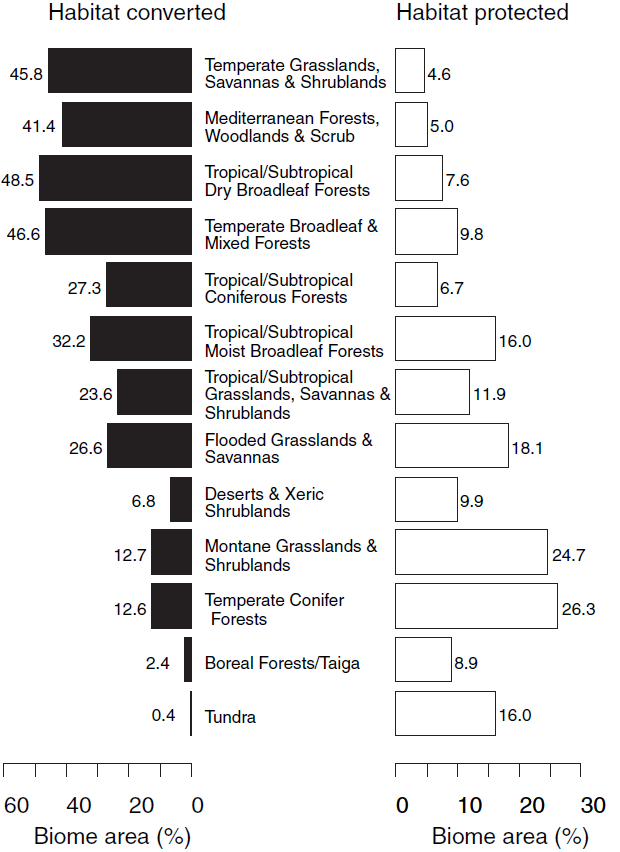 Habitat converted
Habitat protected
45.8
Temperate Grasslands,
Savannas & Shrublands
4.6
41.4
Mediterranean Forests,
Woodlands & Scrub
5.0
48.5
Tropical/Subtropical
Dry Broadleaf Forests
7.6
46.6
Temperate Broadleaf &
Mixed Forests
9.8
27.3
Tropical/Subtropical
Coniferous Forests
6.7
32.2
Tropical/Subtropical
Moist Broadleaf Forests
16.0
23.6
Tropical/Subtropical
Grasslands, Savannas &
Shrublands
11.9
26.6
Flooded Grasslands &
Savannas
18.1
6.8
Deserts & Xeric
Shrublands
9.9
12.7
Montane Grasslands &
Shrublands
24.7
12.6
Temperate Conifer
Forests
26.3
2.4
Boreal Forests/Taiga
8.9
0.4
Tundra
16.0
60 40 20 0
0 10 20 30
Biome area (%)
Biome area (%)